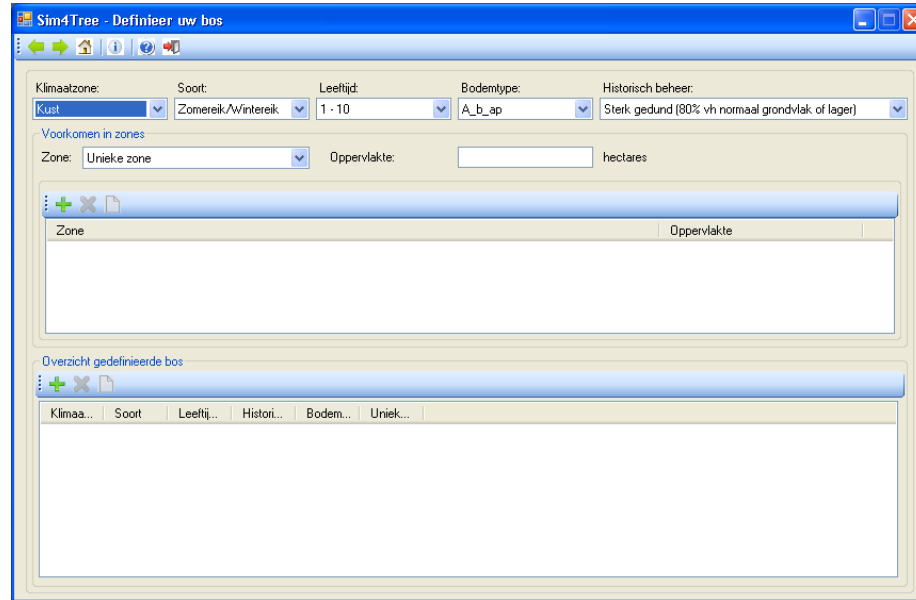 Sim4Tree - Definieer uw bos
Klimaatzone: Soort: Leeftijd: Bodemtype: Historisch beheer:
Kust Zomereik/Wintereik 1 - 10 A_b_ap Sterk gedund (80% vh normaal grondvlak of lager)
Voorkomen in zones
Zone: Unieke zone Oppervlakte: hectares
Zone Oppervlakte
Overzicht gedefinieerde bos
Klimaa... Soort Leeftij... Histori... Bodem... Uniek...